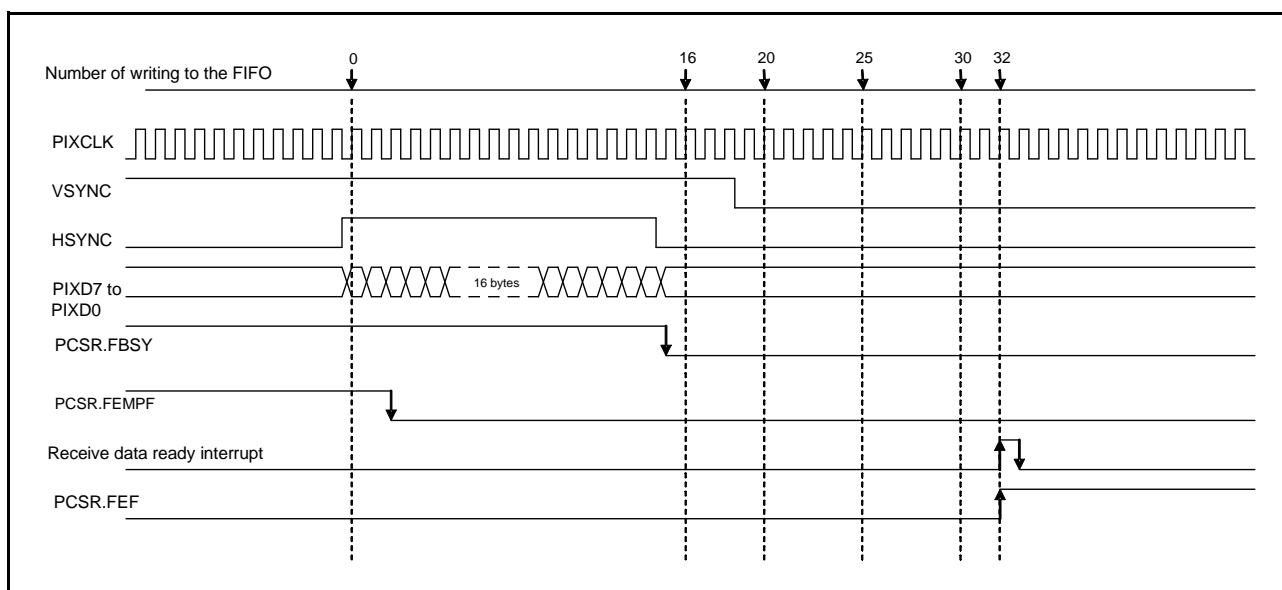 0 16 20 25 30 32
Number of writing to the FIFO
PIXCLK
VSYNC
HSYNC
PIXD7 to
PIXD0
16 bytes
PCSR.FBSY
PCSR.FEMPF
Receive data ready interrupt
PCSR.FEF